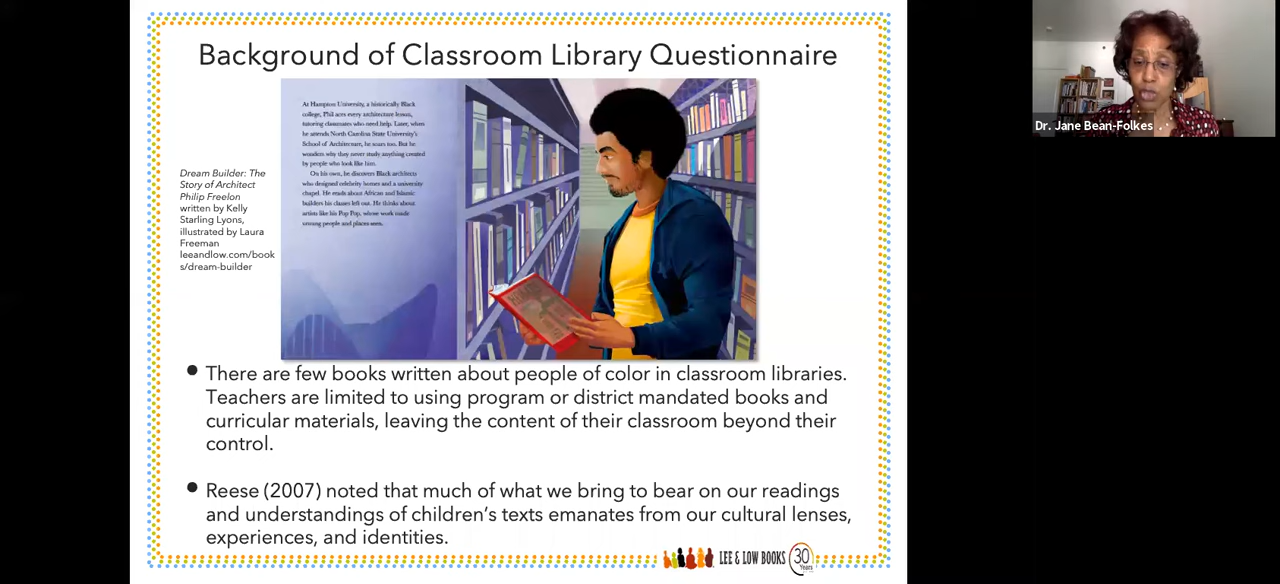 Background of Classroom Library Questionnaire
At Hampton University, a historically Black
college, Phil aces every architecture lesson,
tutoring classmates who need help. Later, when
he attends North Carolina State University's
School of Architecture, he soars too. But he
wonders why they never study anything created
by people who look like him.
On his own, he discovers Black architects
who designed celebrity homes and a university
chapel. He reads about African and Islamic
builders his classes left out. He thinks about
artists like his Pop Pop, whose work made
people and places
Dream Builder: The
Story of Architect
Philip Freelon
written by Kelly
Starling Lyons,
illustrated by Laura
Freeman
leeandlow.com/book
s/dream-builder
• There are few books written about people of color in classroom libraries.
Teachers are limited to using program or district mandated books and
curricular materials, leaving the content of their classroom beyond their
control.
• Reese (2007) noted that much of what we bring to bear on our readings
and understandings of children's texts emanates from our cultural lenses,
experiences, and identities.
LEE & LOW BOOKS
30
Years
Dr. Jane Bean-Folkes